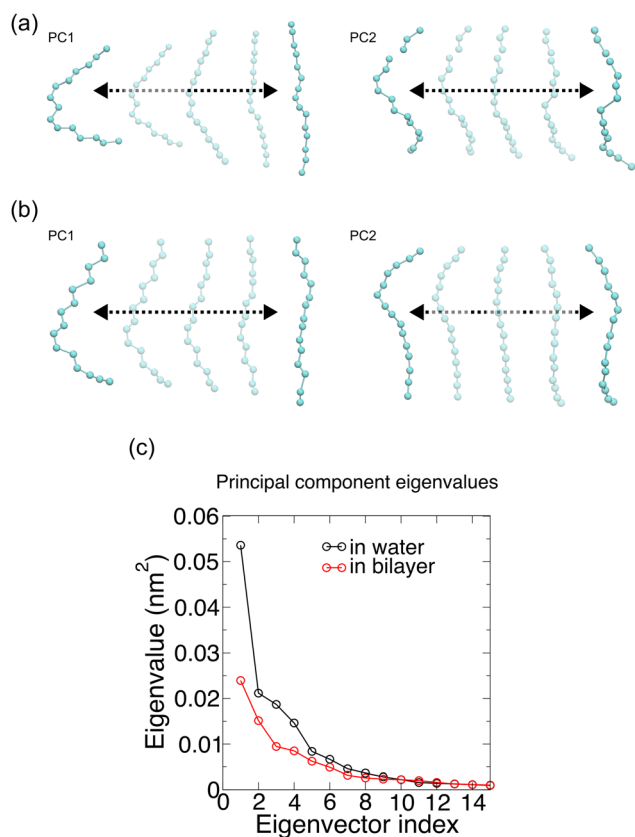 (a)
PC1
PC2
(b)
PC1
PC2
(c)
Principal component eigenvalues
Eigenvalue (nm²)
0.06
0.05
0.04
0.03
0.02
0.01
0
in water
in bilayer
0 2 4 6 8 10 12 14
Eigenvector index